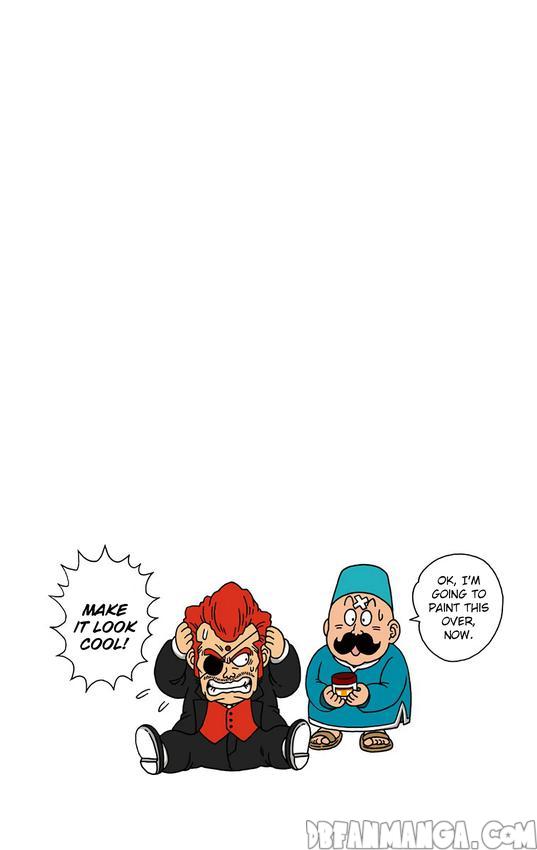 MAKE
IT LOOK
COOL!
OK, I'M
GOING TO
PAINT THIS
OVER,
NOW.
DBFANMANGA.COM